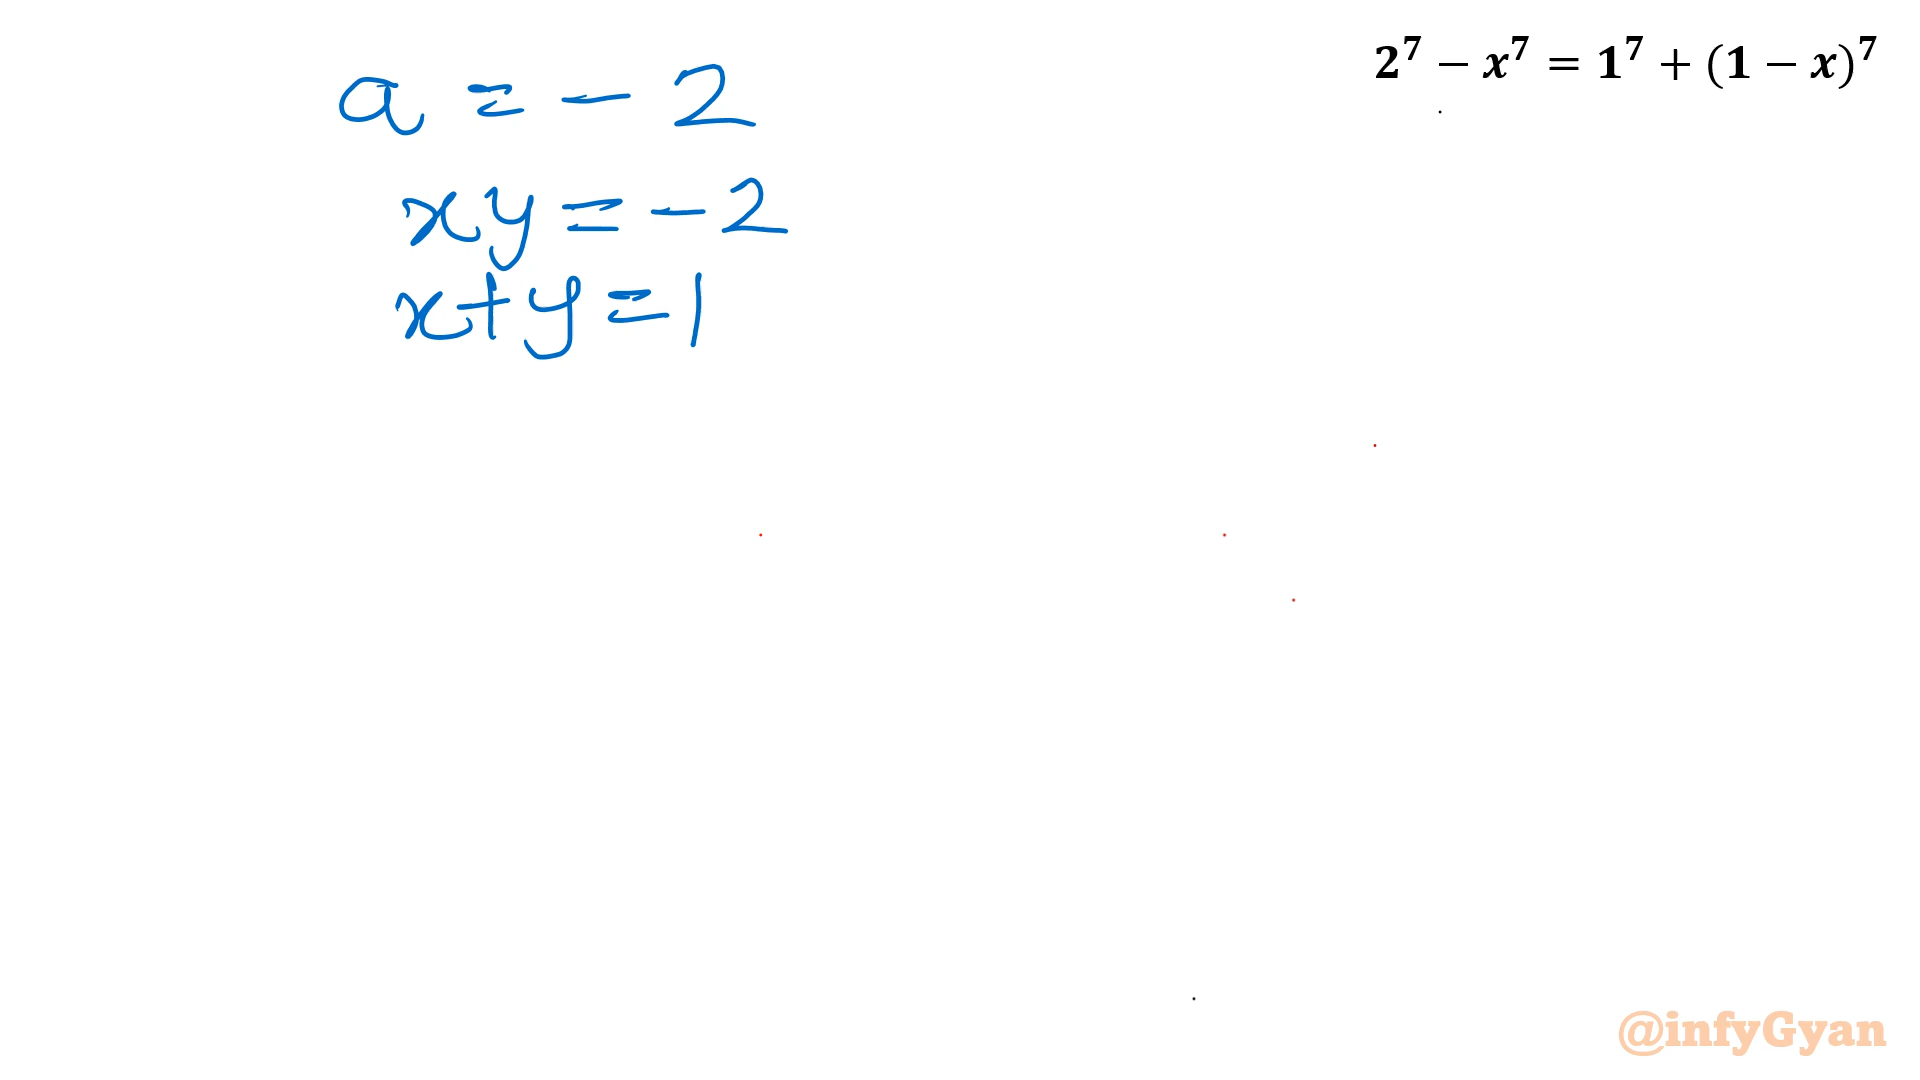 2⁷ − x⁷ = 1⁷ + (1 − x)⁷
a = − 2
xy = − 2
x + y = 1
@infyGyan